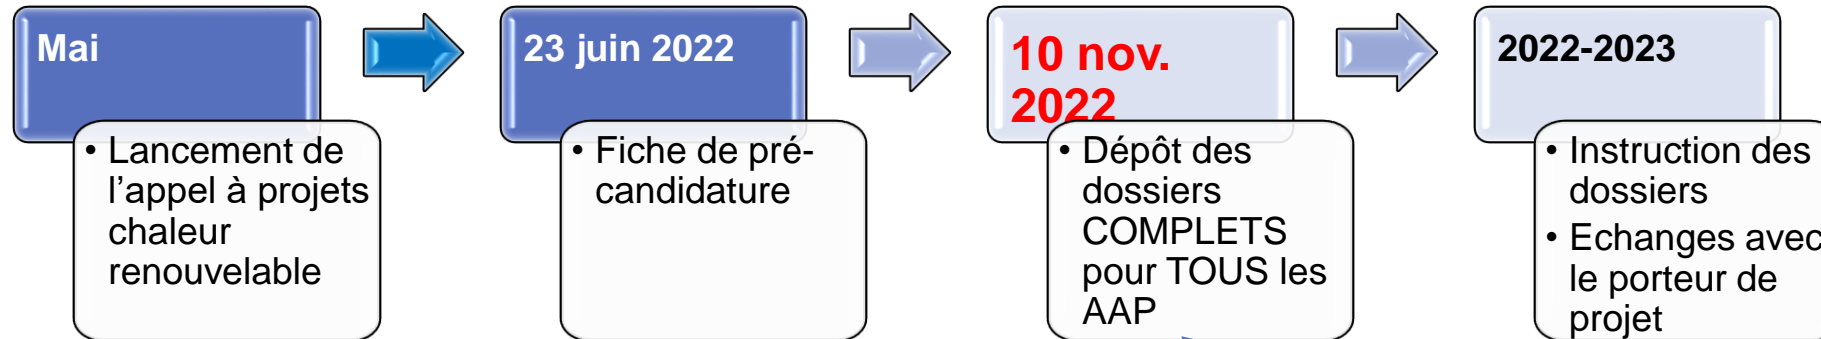 Mai
• Lancement de
l’appel à projets
chaleur
renouvelable
23 juin 2022
• Fiche de pré-
candidature
10 nov.
2022
• Dépôt des
dossiers
COMPLETS
pour TOUS les
AAP
2022-2023
• Instruction des
dossiers
• Echanges avec
le porteur de
projet